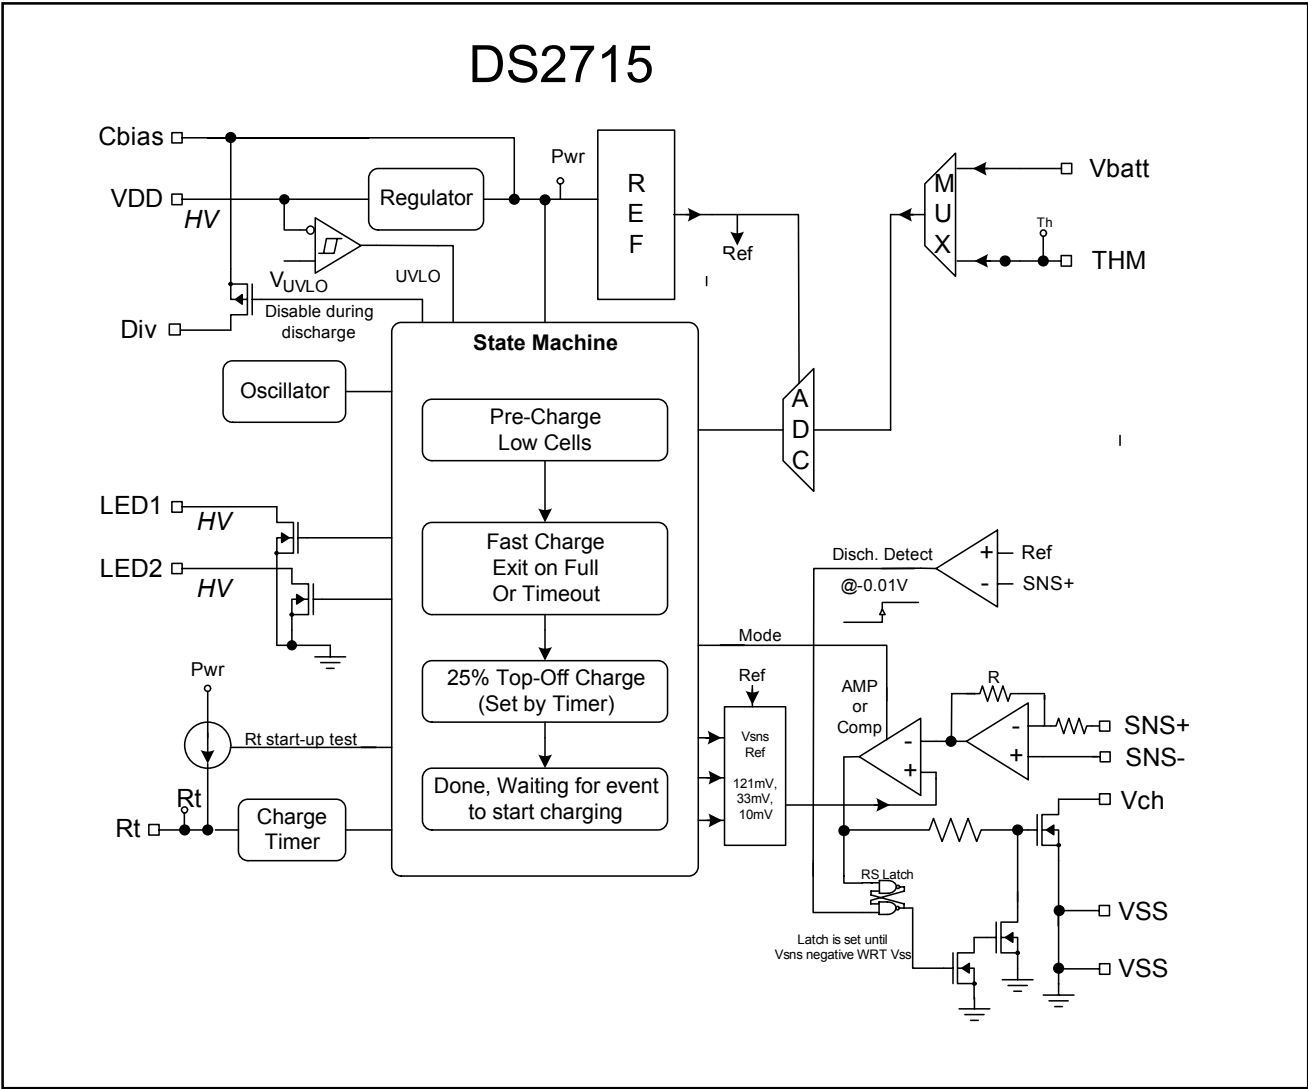 DS2715
Cbias
VDD
HV
Regulator
Pwr
R
E
F
Ref
M
U
X
Vbatt
Th
THM
VUVLO
UVLO
Div
Disable during
discharge
State Machine
Oscillator
Pre-Charge
Low Cells
A
D
C
LED1
HV
LED2
HV
Fast Charge
Exit on Full
Or Timeout
Disch. Detect
@-0.01V
+
-
Ref
SNS+
Mode
Pwr
25% Top-Off Charge
(Set by Timer)
Rt start-up test
Ref
Vsns
Ref
121mV,
33mV,
10mV
AMP
or
Comp
-
+
R
-
+
SNS+
SNS-
Done, Waiting for event
to start charging
Rt
Rt
Charge
Timer
Vch
RS Latch
Latch is set until
Vsns negative WRT Vss
VSS
VSS